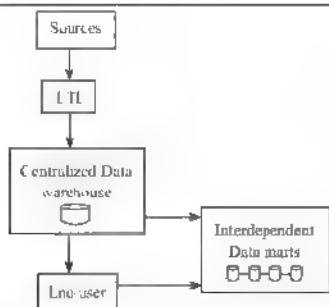 Sources
ETL
Centralized Data
warehouse
Interdependent
Data marts
End-user